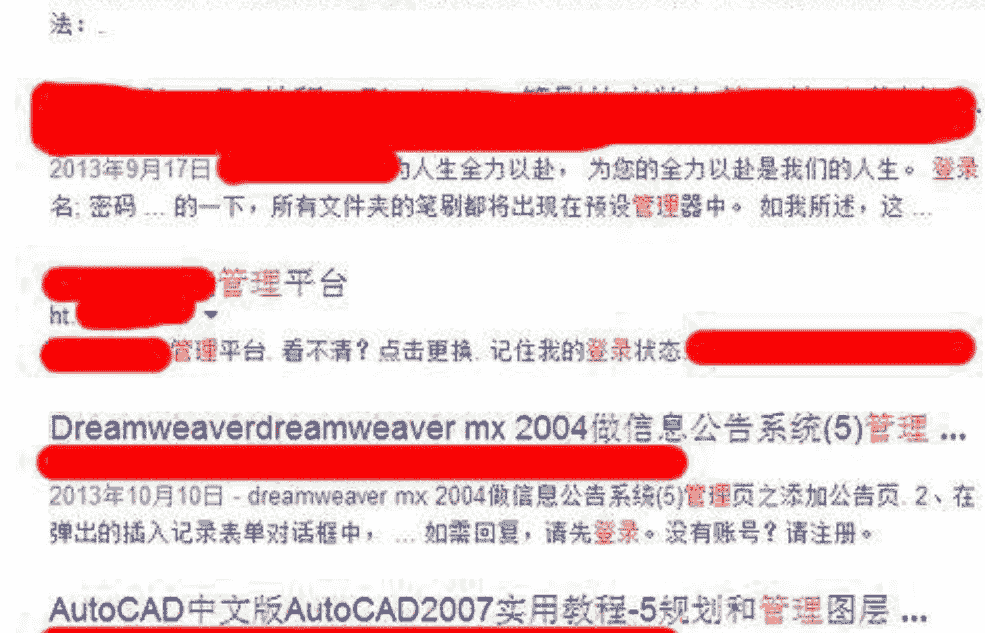 法：
2013年9月17日 为人生全力以赴， 为您的全力以赴是我们的人生。 登录
名; 密码 ... 的一下，所有文件夹的笔刷都将出现在预设管理器中。 如我所述，这 ...
管理平台
ht.
管理平台. 看不清？点击更换. 记住我的登录状态.
Dreamweaverdreamweaver mx 2004做信息公告系统(5)管理 ...
2013年10月10日 - dreamweaver mx 2004做信息公告系统(5)管理页之添加公告页. 2、在
弹出的插入记录表单对话框中， ... 如需回复，请先登录。没有账号？请注册。
AutoCAD中文版AutoCAD2007实用教程-5规划和管理图层 ...